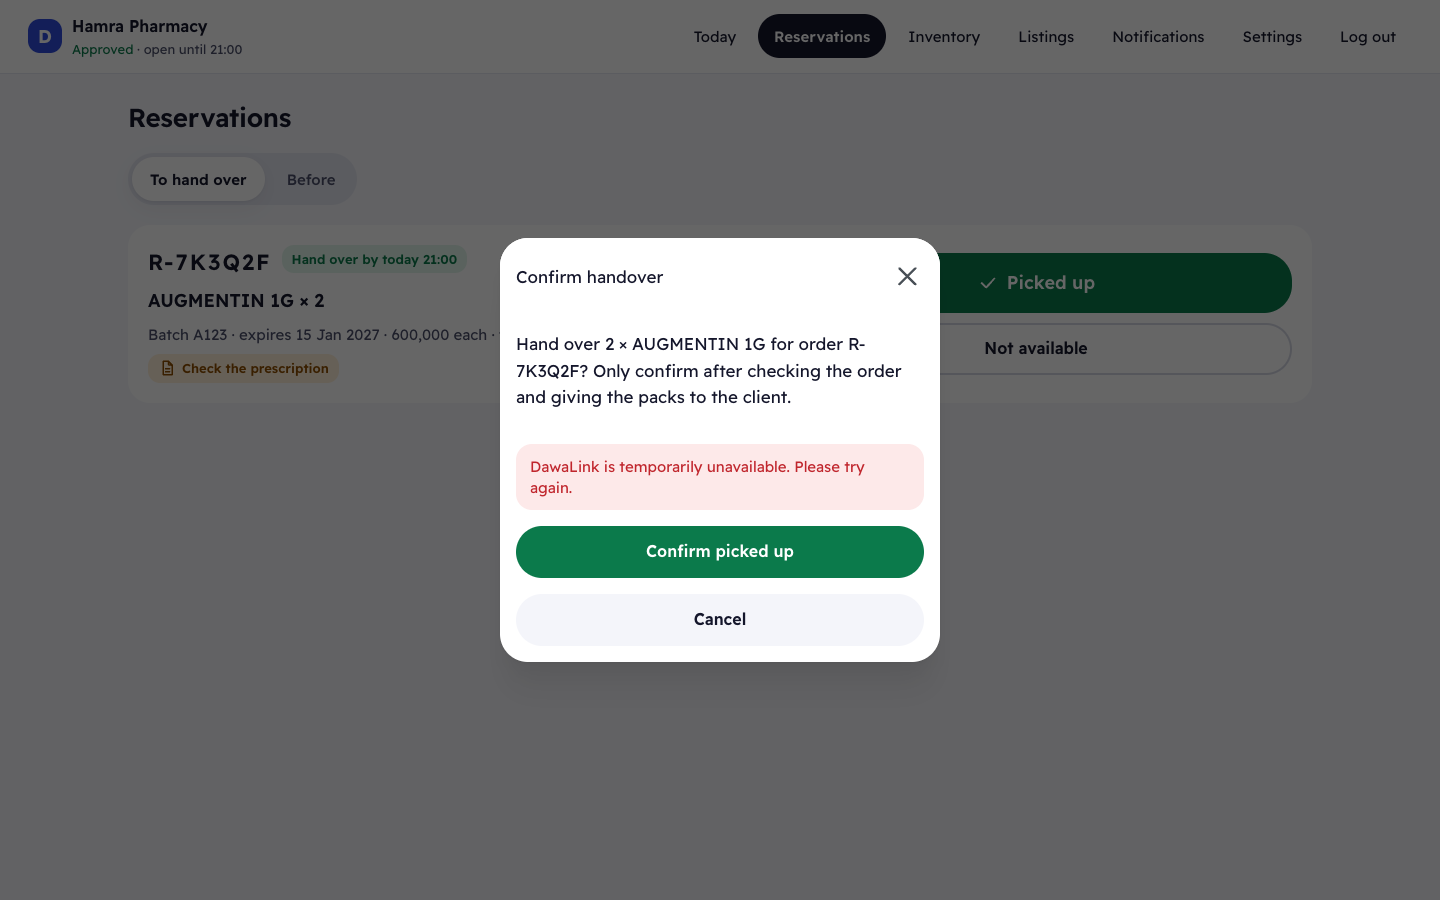 D
Hamra Pharmacy
Approved · open until 21:00
Today
Reservations
Inventory
Listings
Notifications
Settings
Log out
Reservations
To hand over
Before
R-7K3Q2F
Hand over by today 21:00
AUGMENTIN 1G × 2
Batch A123 · expires 15 Jan 2027 · 600,000 each ·
Check the prescription
Picked up
Not available
Confirm handover
Hand over 2 × AUGMENTIN 1G for order R-
7K3Q2F? Only confirm after checking the order
and giving the packs to the client.
DawaLink is temporarily unavailable. Please try
again.
Confirm picked up
Cancel